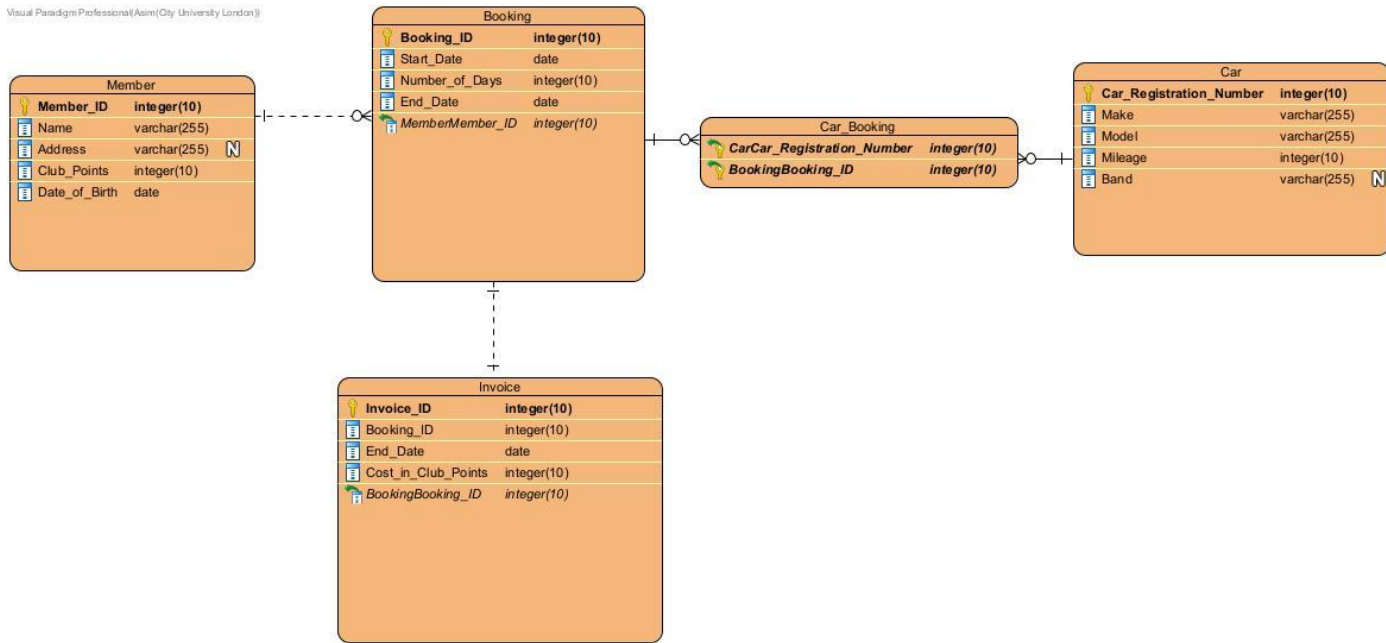 Visual Paradigm Professional(Asim(City University London))
Member
Member_ID integer(10)
Name varchar(255)
Address varchar(255) N
Club_Points integer(10)
Date_of_Birth date
Booking
Booking_ID integer(10)
Start_Date date
Number_of_Days integer(10)
End_Date date
MemberMember_ID integer(10)
Car_Booking
CarCar_Registration_Number integer(10)
BookingBooking_ID integer(10)
Car
Car_Registration_Number integer(10)
Make varchar(255)
Model varchar(255)
Mileage integer(10)
Band varchar(255) N
Invoice
Invoice_ID integer(10)
Booking_ID integer(10)
End_Date date
Cost_in_Club_Points integer(10)
BookingBooking_ID integer(10)